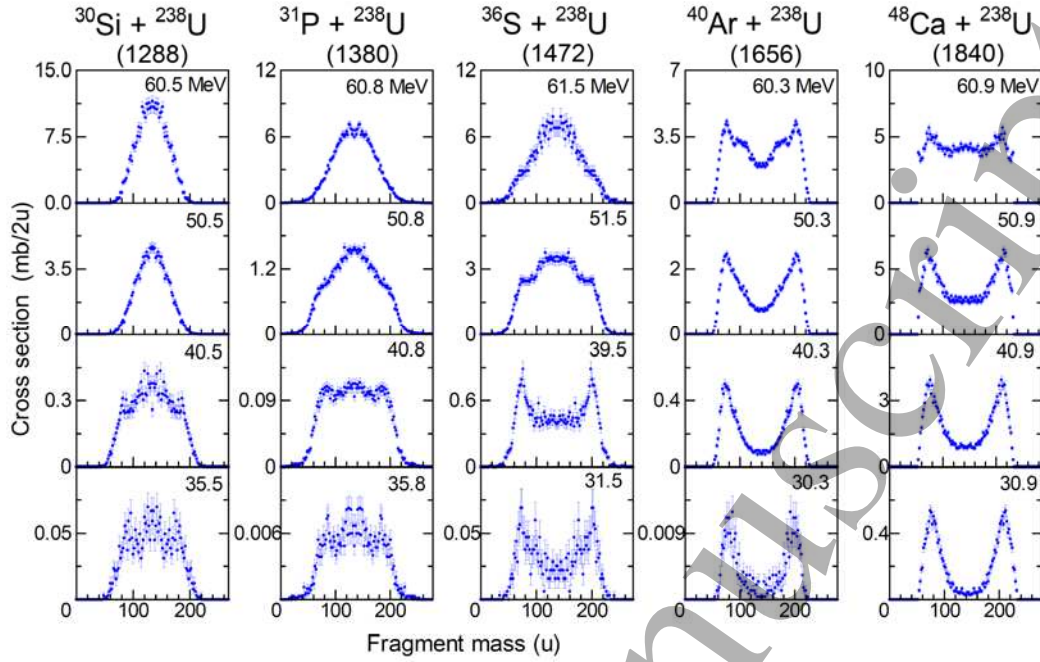 ³⁰Si + ²³⁸U ³¹P + ²³⁸U ³⁶S + ²³⁸U ⁴⁰Ar + ²³⁸U ⁴⁸Ca + ²³⁸U
(1288) (1380) (1472) (1656) (1840)
15.0 12 12 7 10
60.5 MeV 60.8 MeV 61.5 MeV 60.3 MeV 60.9 MeV
7.5 6 6 3.5 5
0.0 0 0 0 0
50.5 50.8 51.5 50.3 50.9
3.5 1.2 3.5 2 5
0 0 0 0 0
40.5 40.8 39.5 40.3 40.9
0.3 0.09 0.6 0.4 3
0 0 0 0 0
35.5 35.8 31.5 30.3 30.9
0.05 0.006 0.05 0.009 0.4
0 100 200 0 100 200 0 100 200 0 100 200 0 100 200
Cross section (mb/2u)
Fragment mass (u)
nuscrip